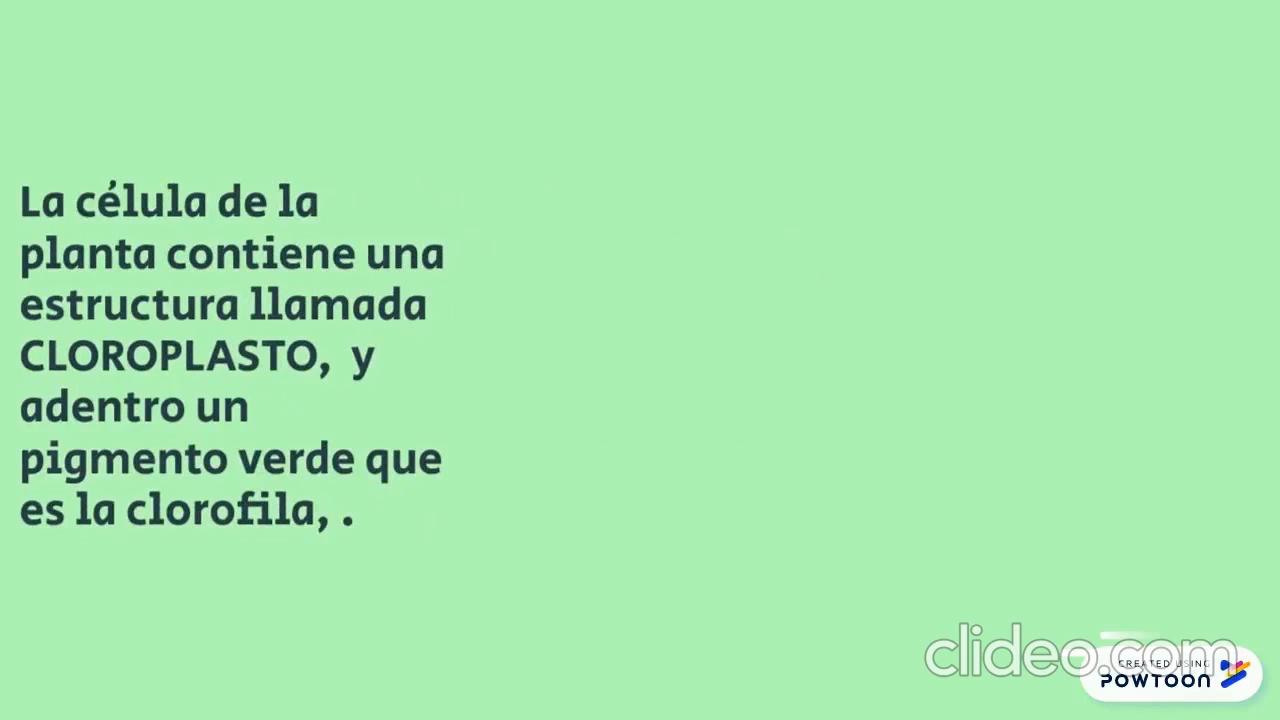 La célula de la
planta contiene una
estructura llamada
CLOROPLASTO, y
adentro un
pigmento verde que
es la clorofila, .
clideo.com
CREATED USING
POWTOON